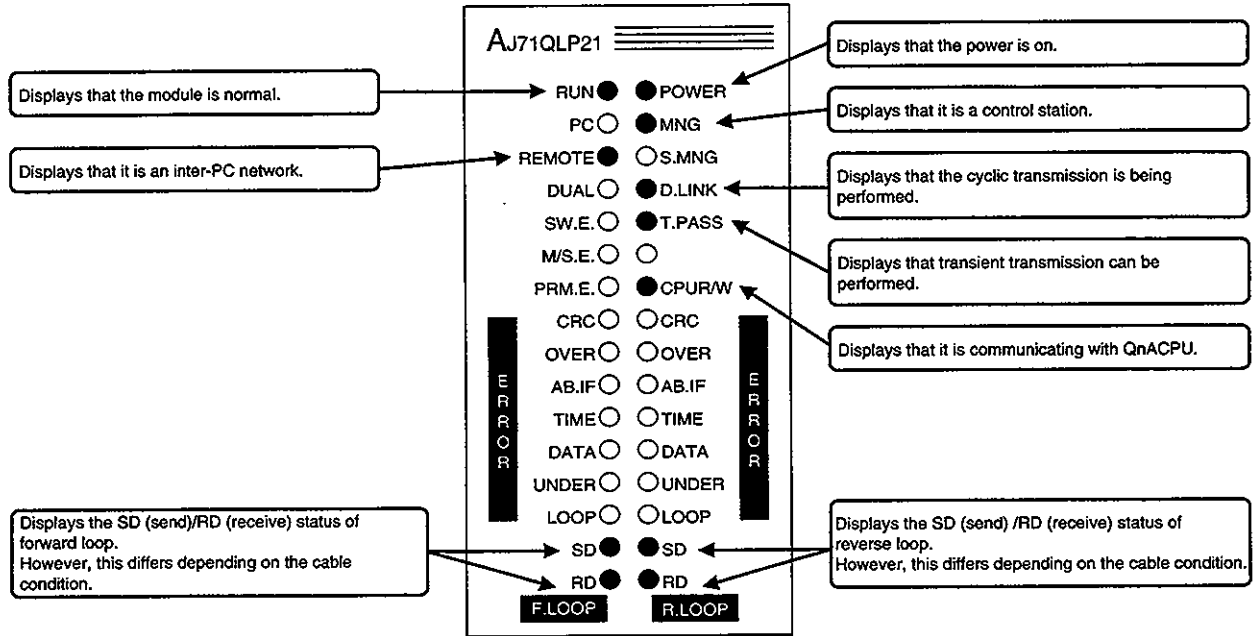 AJ71QLP21
Displays that the module is normal.
Displays that it is an inter-PC network.
Displays the SD (send)/RD (receive) status of
forward loop.
However, this differs depending on the cable
condition.
RUN POWER
PC MNG
REMOTE S.MNG
DUAL D.LINK
SW.E. T.PASS
M/S.E.
PRM.E. CPUR/W
CRC CRC
OVER OVER
AB.IF AB.IF
TIME TIME
DATA DATA
UNDER UNDER
LOOP LOOP
SD SD
RD RD
ERROR
ERROR
F.LOOP R.LOOP
Displays that the power is on.
Displays that it is a control station.
Displays that the cyclic transmission is being
performed.
Displays that transient transmission can be
performed.
Displays that it is communicating with QnACPU.
Displays the SD (send) /RD (receive) status of
reverse loop.
However, this differs depending on the cable condition.